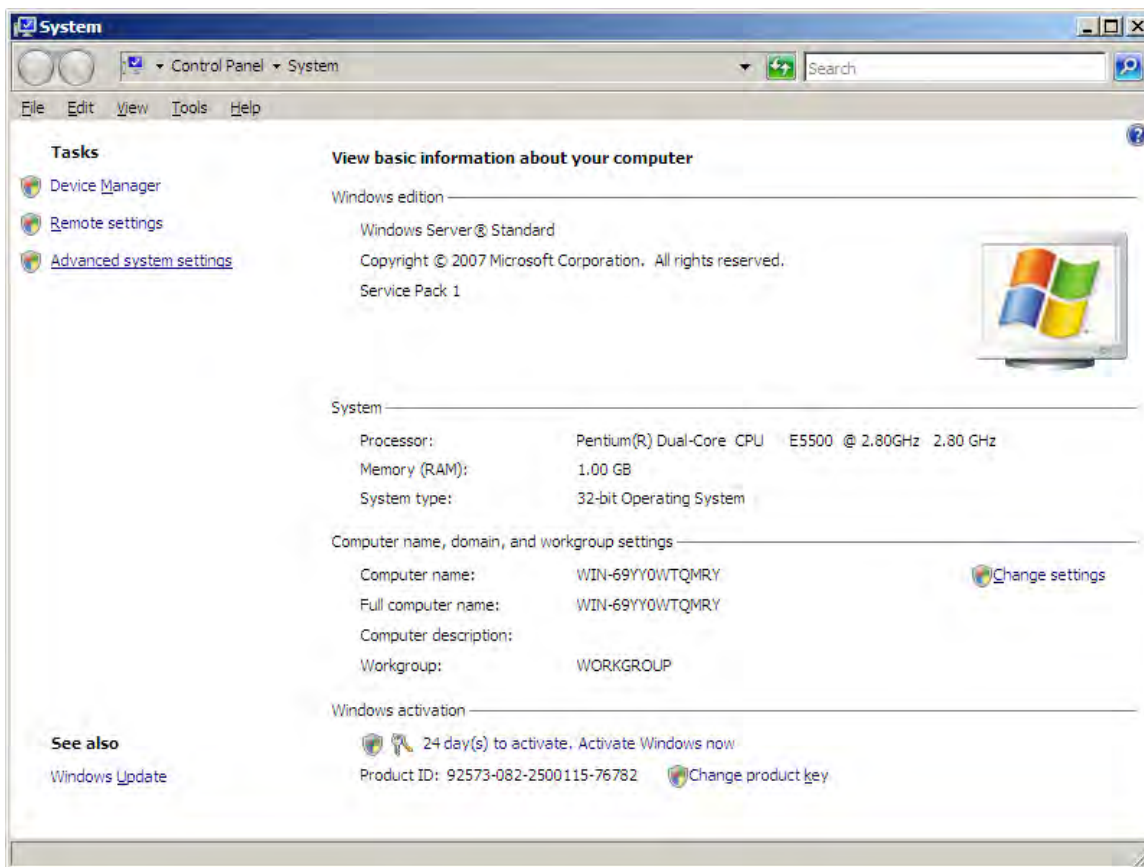 System
Control Panel System
Search
File Edit View Tools Help
Tasks
Device Manager
Remote settings
Advanced system settings
See also
Windows Update
View basic information about your computer
Windows edition
Windows Server® Standard
Copyright © 2007 Microsoft Corporation. All rights reserved.
Service Pack 1
System
Processor: Pentium(R) Dual-Core CPU E5500 @ 2.80GHz 2.80 GHz
Memory (RAM): 1.00 GB
System type: 32-bit Operating System
Computer name, domain, and workgroup settings
Computer name: WIN-69YY0WTQMRY Change settings
Full computer name: WIN-69YY0WTQMRY
Computer description:
Workgroup: WORKGROUP
Windows activation
24 day(s) to activate. Activate Windows now
Product ID: 92573-082-2500115-76782 Change product key